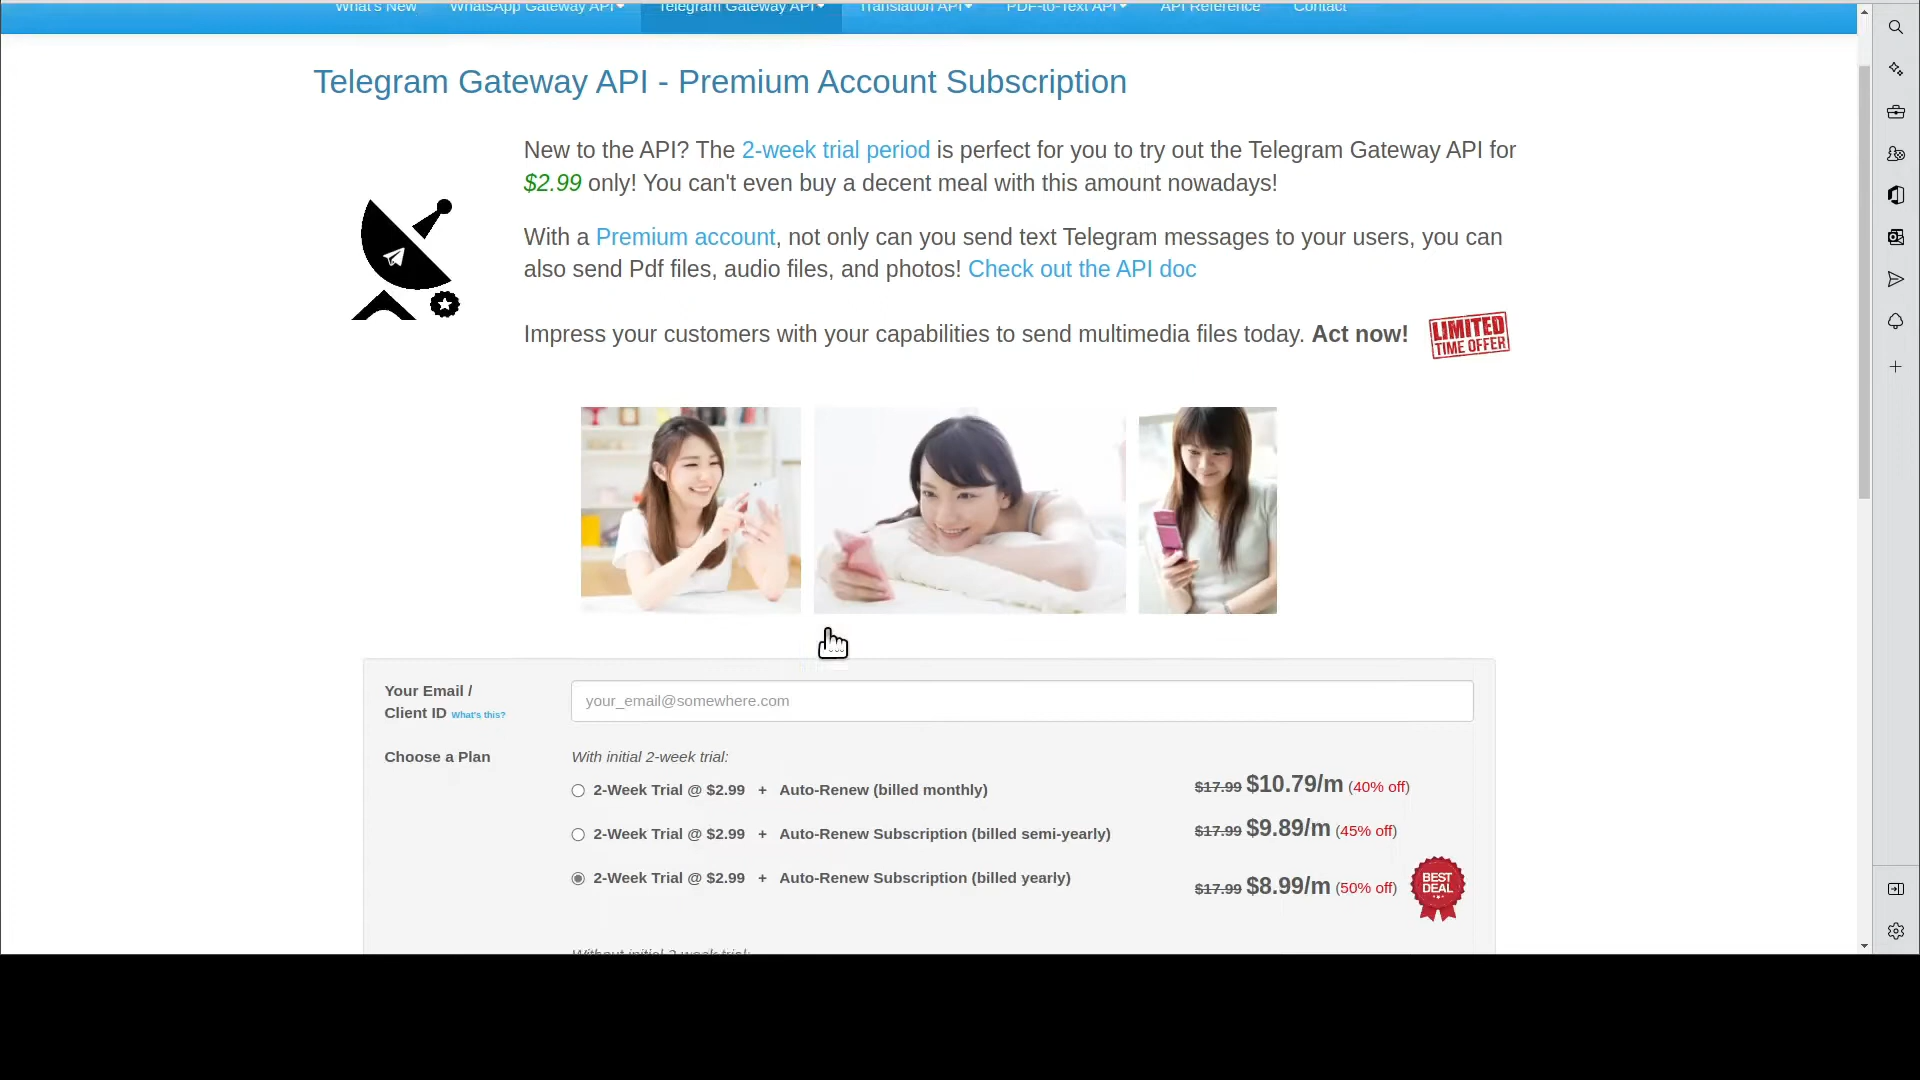 What's New WhatsApp Gateway API Telegram Gateway API Translation API PDF-to-Text API API Reference Contact
Telegram Gateway API - Premium Account Subscription
New to the API? The 2-week trial period is perfect for you to try out the Telegram Gateway API for
$2.99 only! You can't even buy a decent meal with this amount nowadays!
With a Premium account, not only can you send text Telegram messages to your users, you can
also send Pdf files, audio files, and photos! Check out the API doc
Impress your customers with your capabilities to send multimedia files today. Act now!
LIMITED
TIME OFFER
Your Email /
Client ID What's this?
your_email@somewhere.com
Choose a Plan
With initial 2-week trial:
2-Week Trial @ $2.99 + Auto-Renew (billed monthly) $17.99 $10.79/m (40% off)
2-Week Trial @ $2.99 + Auto-Renew Subscription (billed semi-yearly) $17.99 $9.89/m (45% off)
2-Week Trial @ $2.99 + Auto-Renew Subscription (billed yearly) $17.99 $8.99/m (50% off)
BEST
DEAL
Without initial 2-week trial: